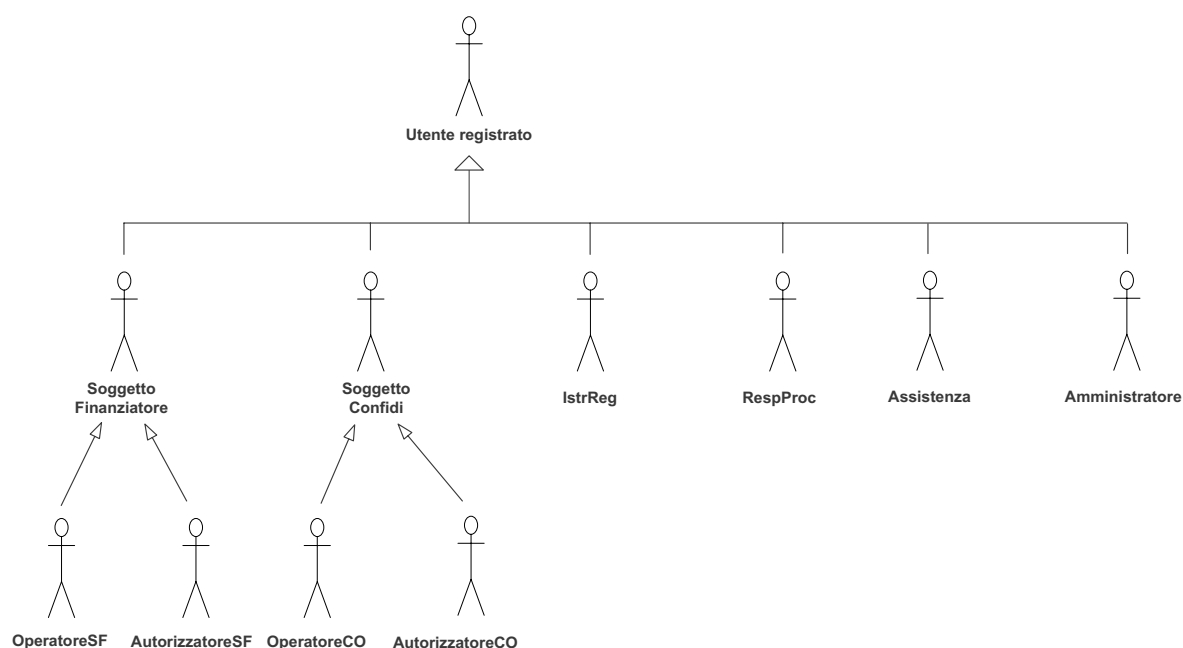 Utente registrato
Soggetto
Finanziatore
Soggetto
Confidi
IstrReg
RespProc
Assistenza
Amministratore
OperatoreSF
AutorizzatoreSF
OperatoreCO
AutorizzatoreCO